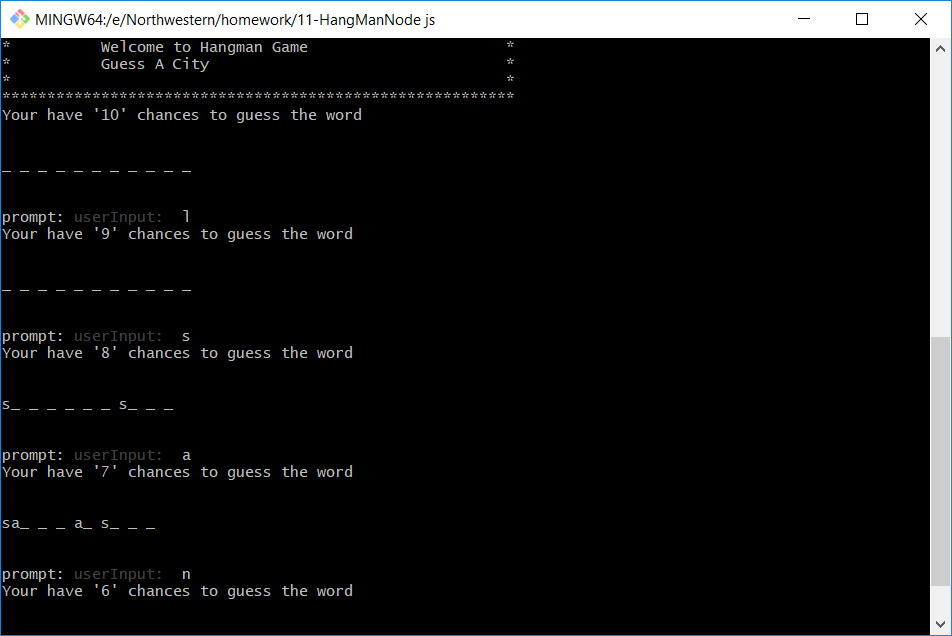 MINGW64:/e/Northwestern/homework/11-HangManNode js
* Welcome to Hangman Game *
* Guess A City *
* *
*********************************************************
Your have '10' chances to guess the word
_ _ _ _ _ _ _ _ _ _ _
prompt: userInput: l
Your have '9' chances to guess the word
_ _ _ _ _ _ _ _ _ _ _
prompt: userInput: s
Your have '8' chances to guess the word
s_ _ _ _ _ _ s_ _ _
prompt: userInput: a
Your have '7' chances to guess the word
sa_ _ _ a_ s_ _ _
prompt: userInput: n
Your have '6' chances to guess the word